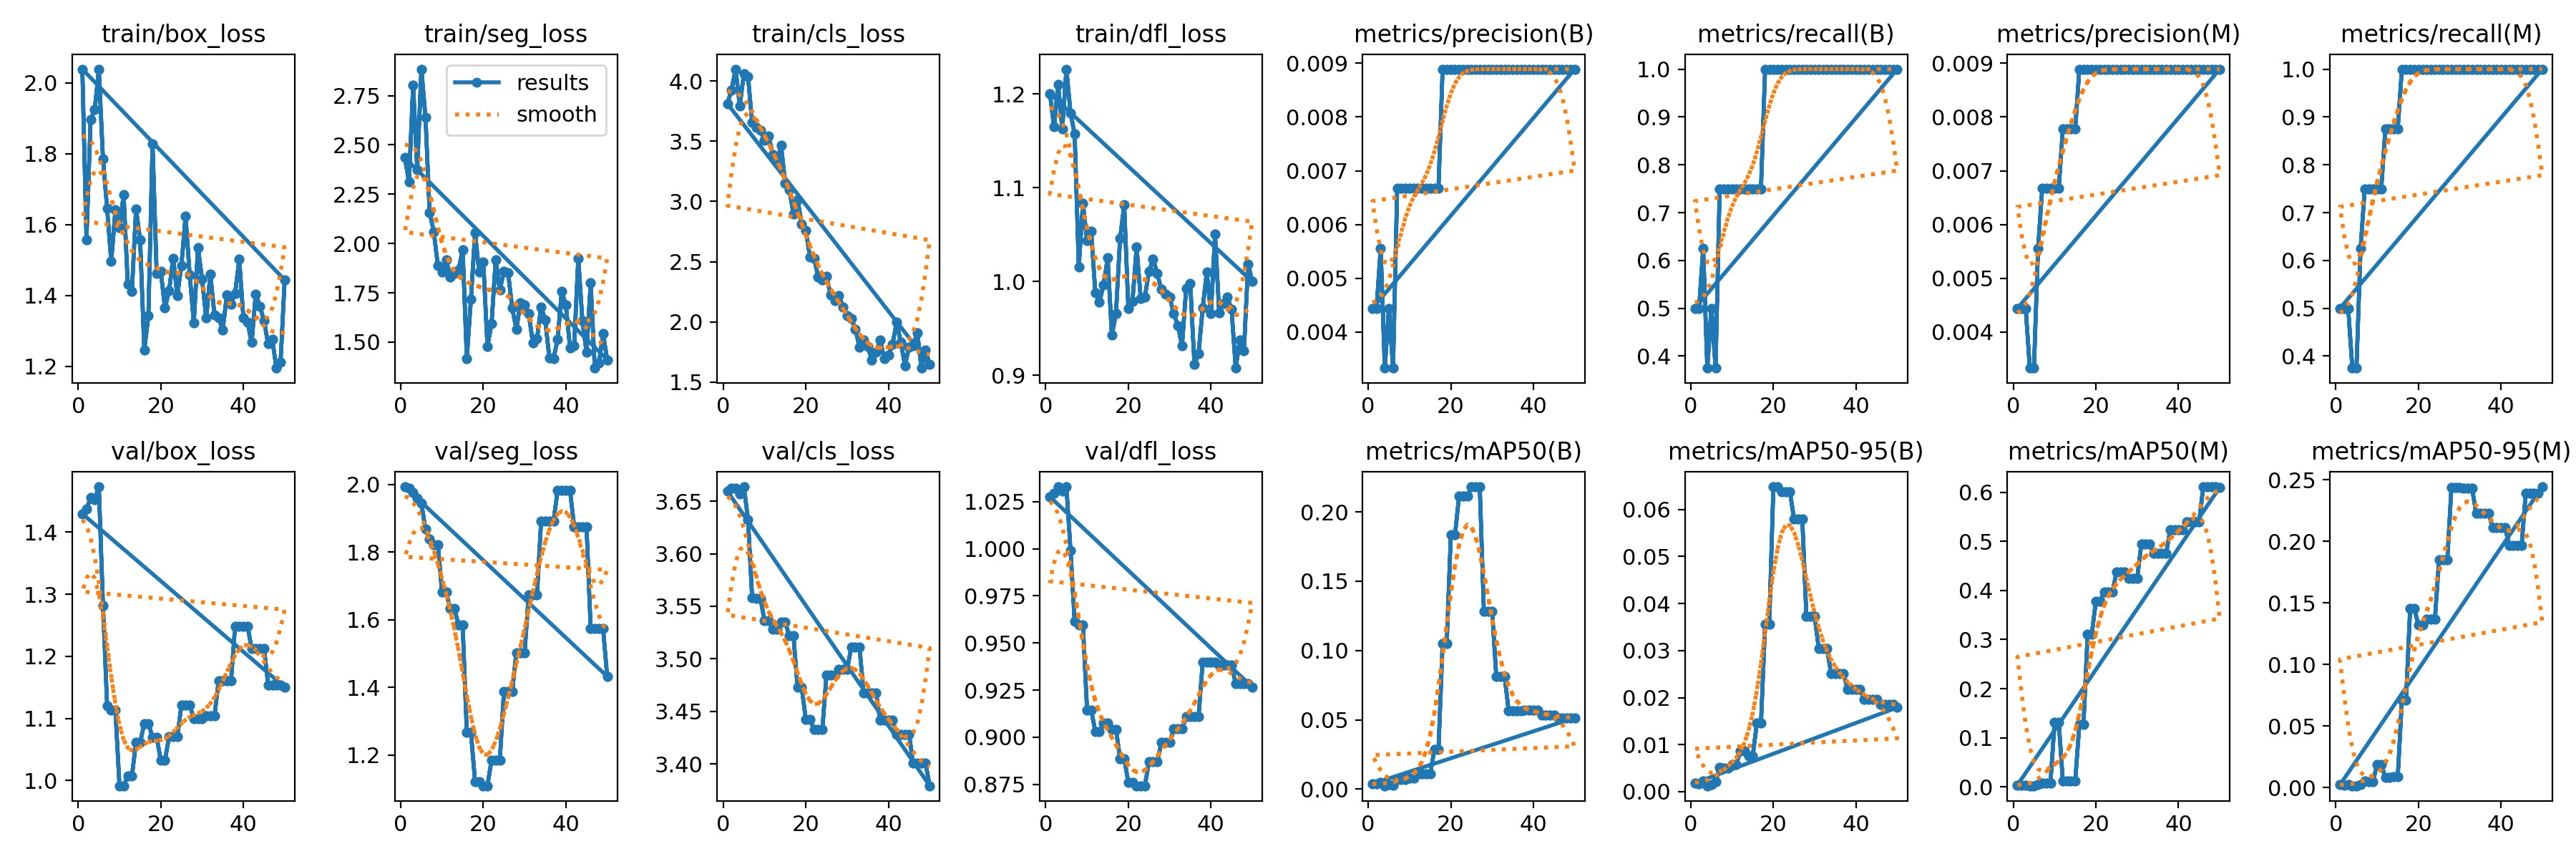 train/box_loss
2.0
1.8
1.6
1.4
1.2
0 20 40
train/seg_loss
results
smooth
2.75
2.50
2.25
2.00
1.75
1.50
0 20 40
train/cls_loss
4.0
3.5
3.0
2.5
2.0
1.5
0 20 40
train/dfl_loss
1.2
1.1
1.0
0.9
0 20 40
metrics/precision(B)
0.009
0.008
0.007
0.006
0.005
0.004
0 20 40
metrics/recall(B)
1.0
0.9
0.8
0.7
0.6
0.5
0.4
0 20 40
metrics/precision(M)
0.009
0.008
0.007
0.006
0.005
0.004
0 20 40
metrics/recall(M)
1.0
0.9
0.8
0.7
0.6
0.5
0.4
0 20 40
val/box_loss
1.4
1.3
1.2
1.1
1.0
0 20 40
val/seg_loss
2.0
1.8
1.6
1.4
1.2
0 20 40
val/cls_loss
3.65
3.60
3.55
3.50
3.45
3.40
0 20 40
val/dfl_loss
1.025
1.000
0.975
0.950
0.925
0.900
0.875
0 20 40
metrics/mAP50(B)
0.20
0.15
0.10
0.05
0.00
0 20 40
metrics/mAP50-95(B)
0.06
0.05
0.04
0.03
0.02
0.01
0.00
0 20 40
metrics/mAP50(M)
0.6
0.5
0.4
0.3
0.2
0.1
0.0
0 20 40
metrics/mAP50-95(M)
0.25
0.20
0.15
0.10
0.05
0.00
0 20 40